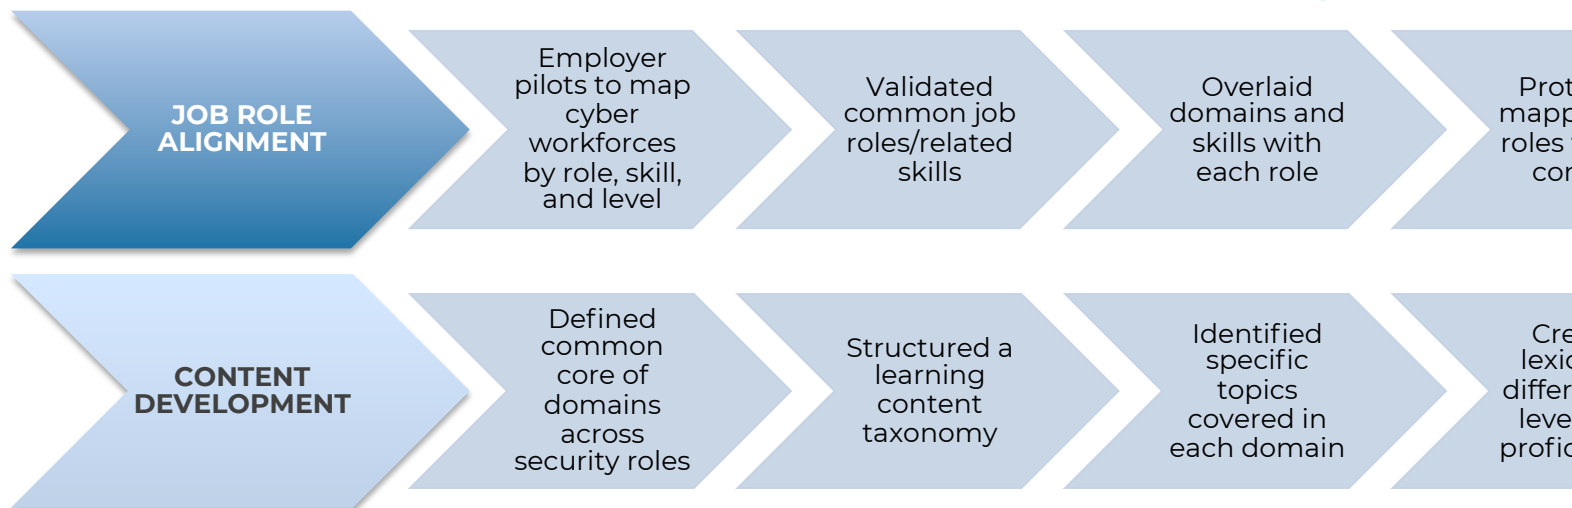 JOB ROLE
ALIGNMENT
Employer
pilots to map
cyber
workforces
by role, skill,
and level
Validated
common job
roles/related
skills
Overlaid
domains and
skills with
each role
roles
CONTENT
DEVELOPMENT
Defined
common
core of
domains
across
security roles
Structured a
learning
content
taxonomy
Identified
specific
topics
covered in
each domain